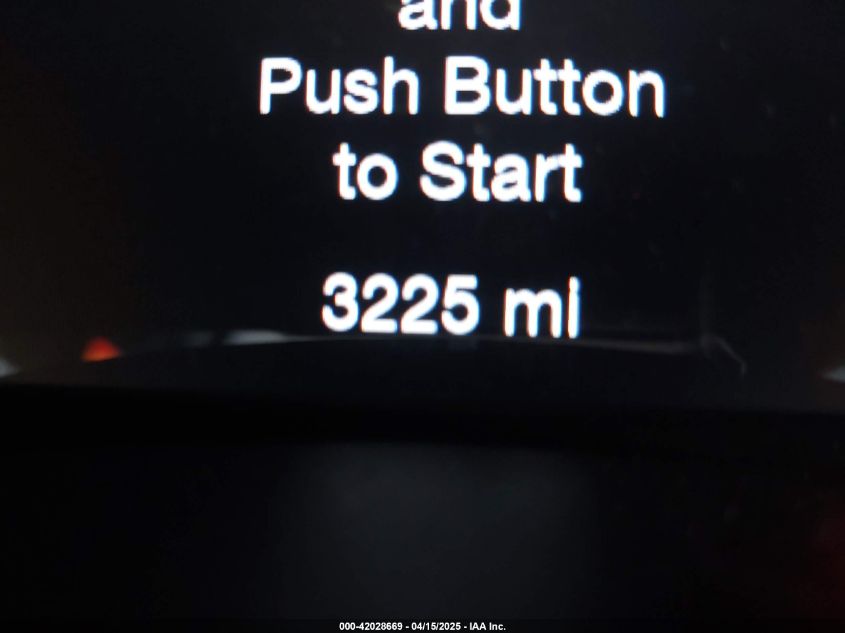 and
Push Button
to Start
3225 mi
000-42028669 - 04/15/2025 - IAA Inc.